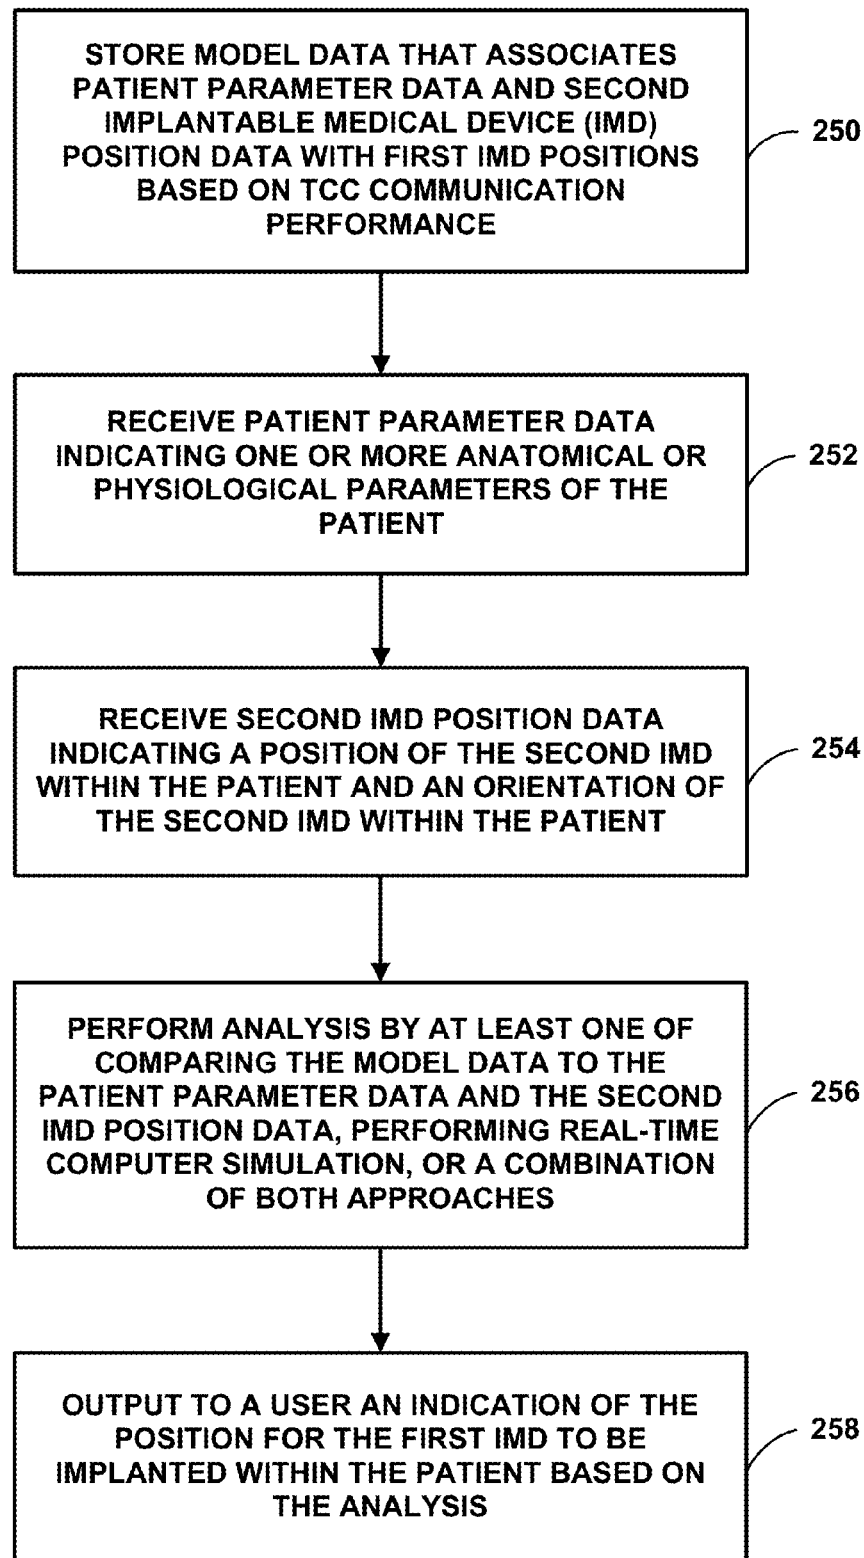 STORE MODEL DATA THAT ASSOCIATES
PATIENT PARAMETER DATA AND SECOND
IMPLANTABLE MEDICAL DEVICE (IMD)
POSITION DATA WITH FIRST IMD POSITIONS
BASED ON TCC COMMUNICATION
PERFORMANCE
250
RECEIVE PATIENT PARAMETER DATA
INDICATING ONE OR MORE ANATOMICAL OR
PHYSIOLOGICAL PARAMETERS OF THE
PATIENT
252
RECEIVE SECOND IMD POSITION DATA
INDICATING A POSITION OF THE SECOND IMD
WITHIN THE PATIENT AND AN ORIENTATION OF
THE SECOND IMD WITHIN THE PATIENT
254
PERFORM ANALYSIS BY AT LEAST ONE OF
COMPARING THE MODEL DATA TO THE
PATIENT PARAMETER DATA AND THE SECOND
IMD POSITION DATA, PERFORMING REAL-TIME
COMPUTER SIMULATION, OR A COMBINATION
OF BOTH APPROACHES
256
OUTPUT TO A USER AN INDICATION OF THE
POSITION FOR THE FIRST IMD TO BE
IMPLANTED WITHIN THE PATIENT BASED ON
THE ANALYSIS
258